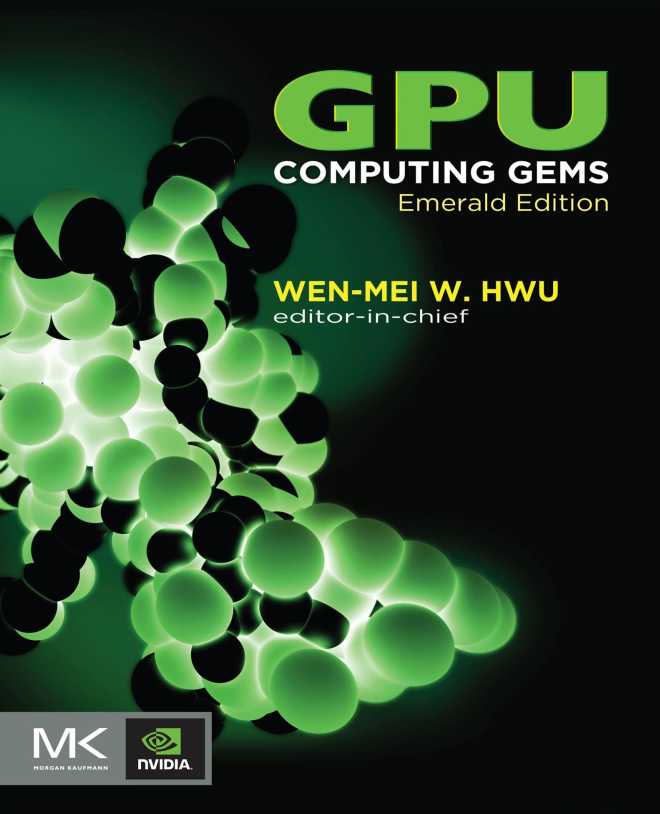 GPU
COMPUTING GEMS
Emerald Edition
WEN-MEI W. HWU
editor-in-chief
MK
MORGAN KAUFMANN
NVIDIA.